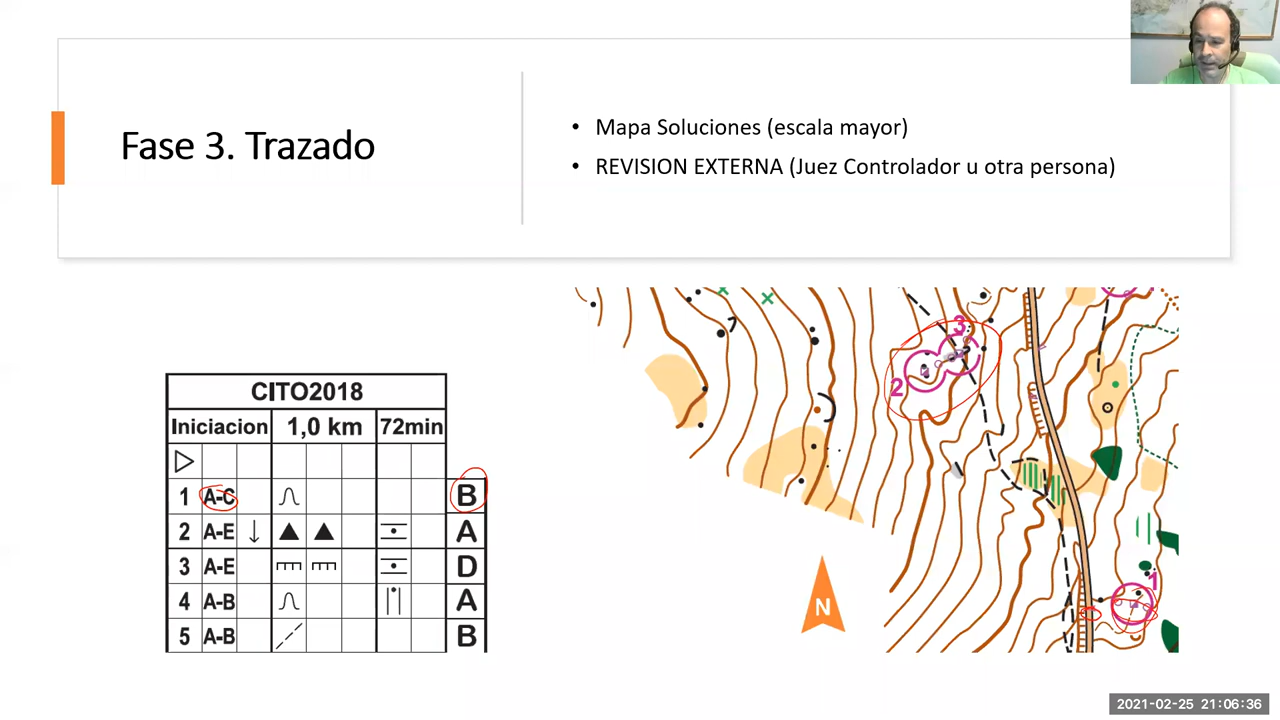 Fase 3. Trazado
• Mapa Soluciones (escala mayor)
• REVISION EXTERNA (Juez Controlador u otra persona)
CITO2018
Iniciacion 1,0 km 72min
1 A-C B
2 A-E A
3 A-E D
4 A-B A
5 A-B B
3
2
1
N
2021-02-25 21:06:36